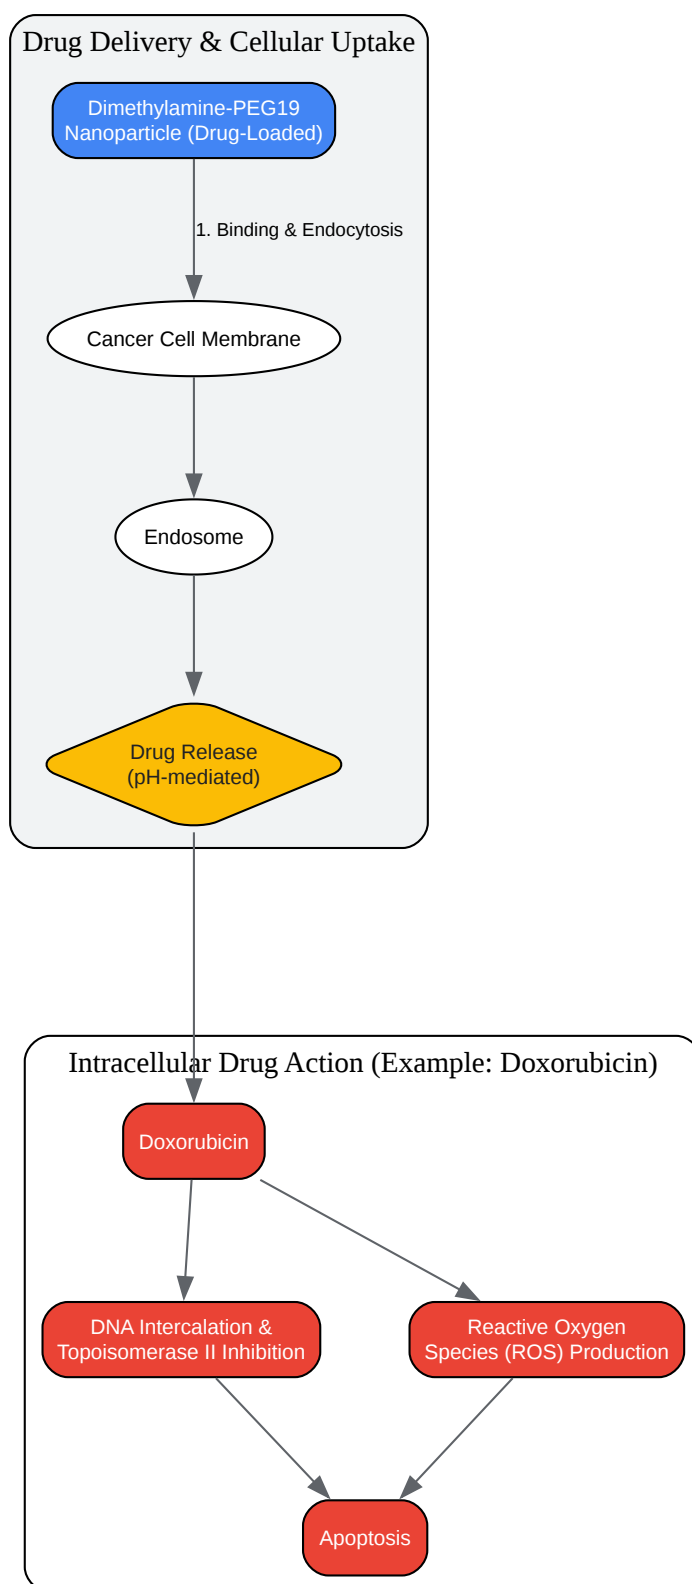 Drug Delivery & Cellular Uptake
Dimethylamine-PEG19
Nanoparticle (Drug-Loaded)
1. Binding & Endocytosis
Cancer Cell Membrane
Endosome
Drug Release
(pH-mediated)
Intracellular Drug Action (Example: Doxorubicin)
Doxorubicin
DNA Intercalation &
Topoisomerase II Inhibition
Reactive Oxygen
Species (ROS) Production
Apoptosis